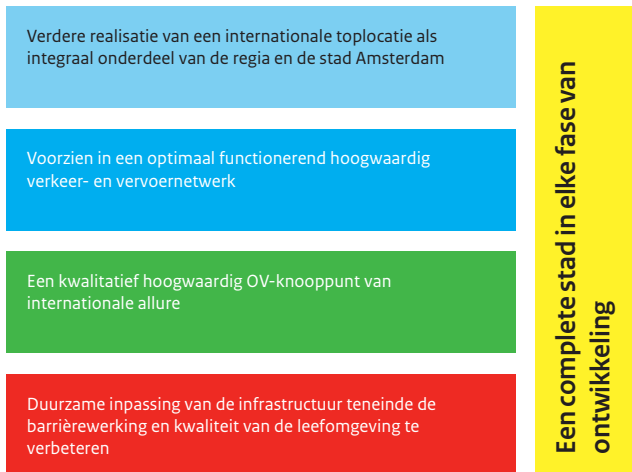 Verdere realisatie van een internationale toplocatie als
integraal onderdeel van de regia en de stad Amsterdam
Voorzien in een optimaal functionerend hoogwaardig
verkeer- en vervoernetwerk
Een kwalitatief hoogwaardig OV-knooppunt van
internationale allure
Duurzame inpassing van de infrastructuur teneinde de
barrièrewerking en kwaliteit van de leefomgeving te
verbeteren
Een complete stad in elke fase van
ontwikkeling